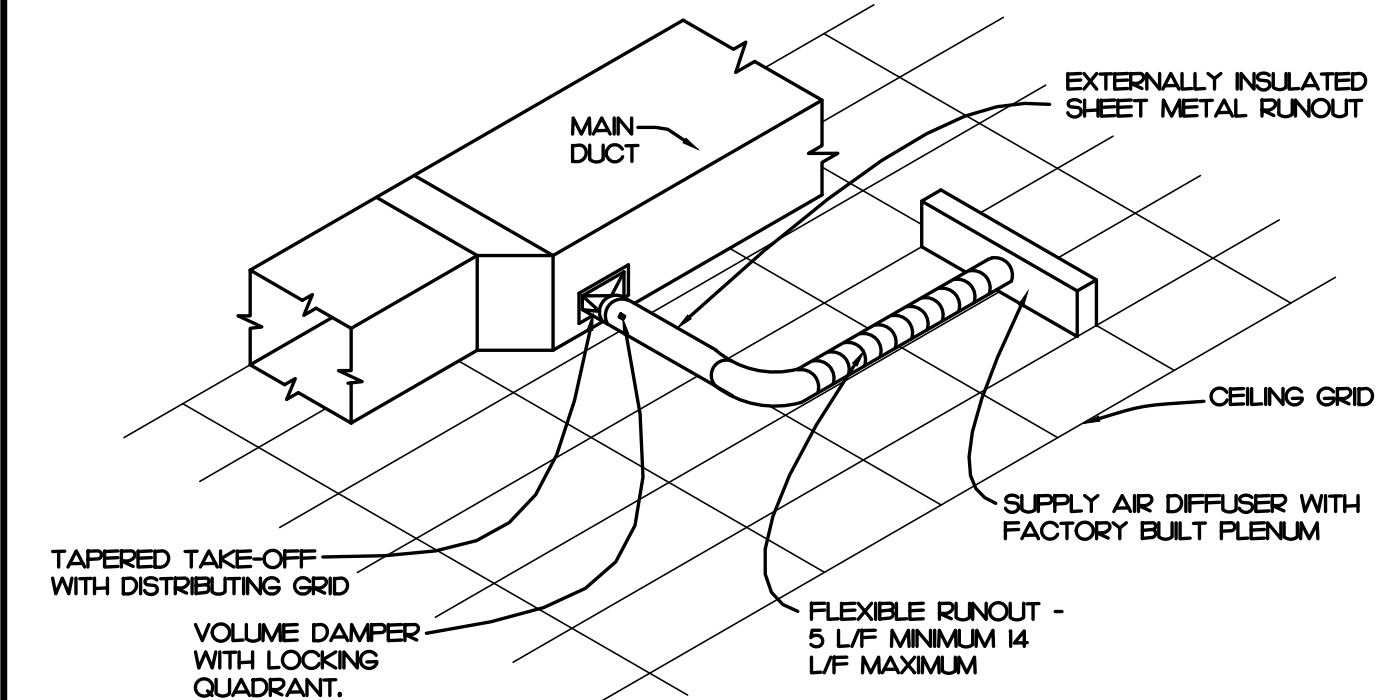 EXTERNALLY INSULATED
SHEET METAL RUNOUT
MAIN
DUCT
CEILING GRID
SUPPLY AIR DIFFUSER WITH
FACTORY BUILT PLENUM
TAPERED TAKE-OFF
WITH DISTRIBUTING GRID
FLEXIBLE RUNOUT -
5 L/F MINIMUM 14
L/F MAXIMUM
VOLUME DAMPER
WITH LOCKING
QUADRANT.